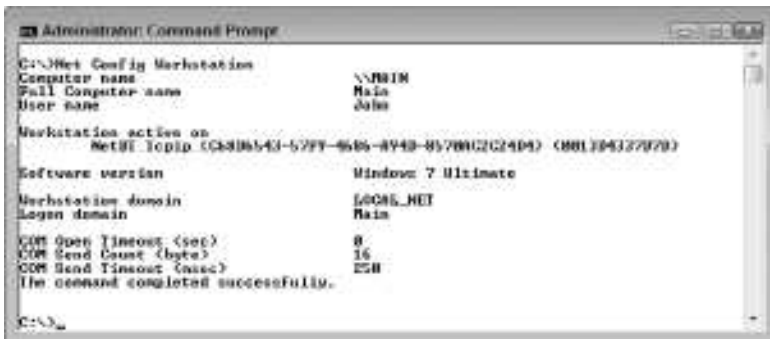 Administrator: Command Prompt
C:\>Net Config Workstation
Computer name \\MAIN
Full Computer name Main
User name John
Workstation active on
NetBT_Tcpip
Software version Windows 7 Ultimate
Workstation domain LOCAL_NET
Logon domain Main
COM Open Timeout (sec) 0
COM Send Count (byte) 16
COM Send Timeout (msec) 250
The command completed successfully.
C:\>_